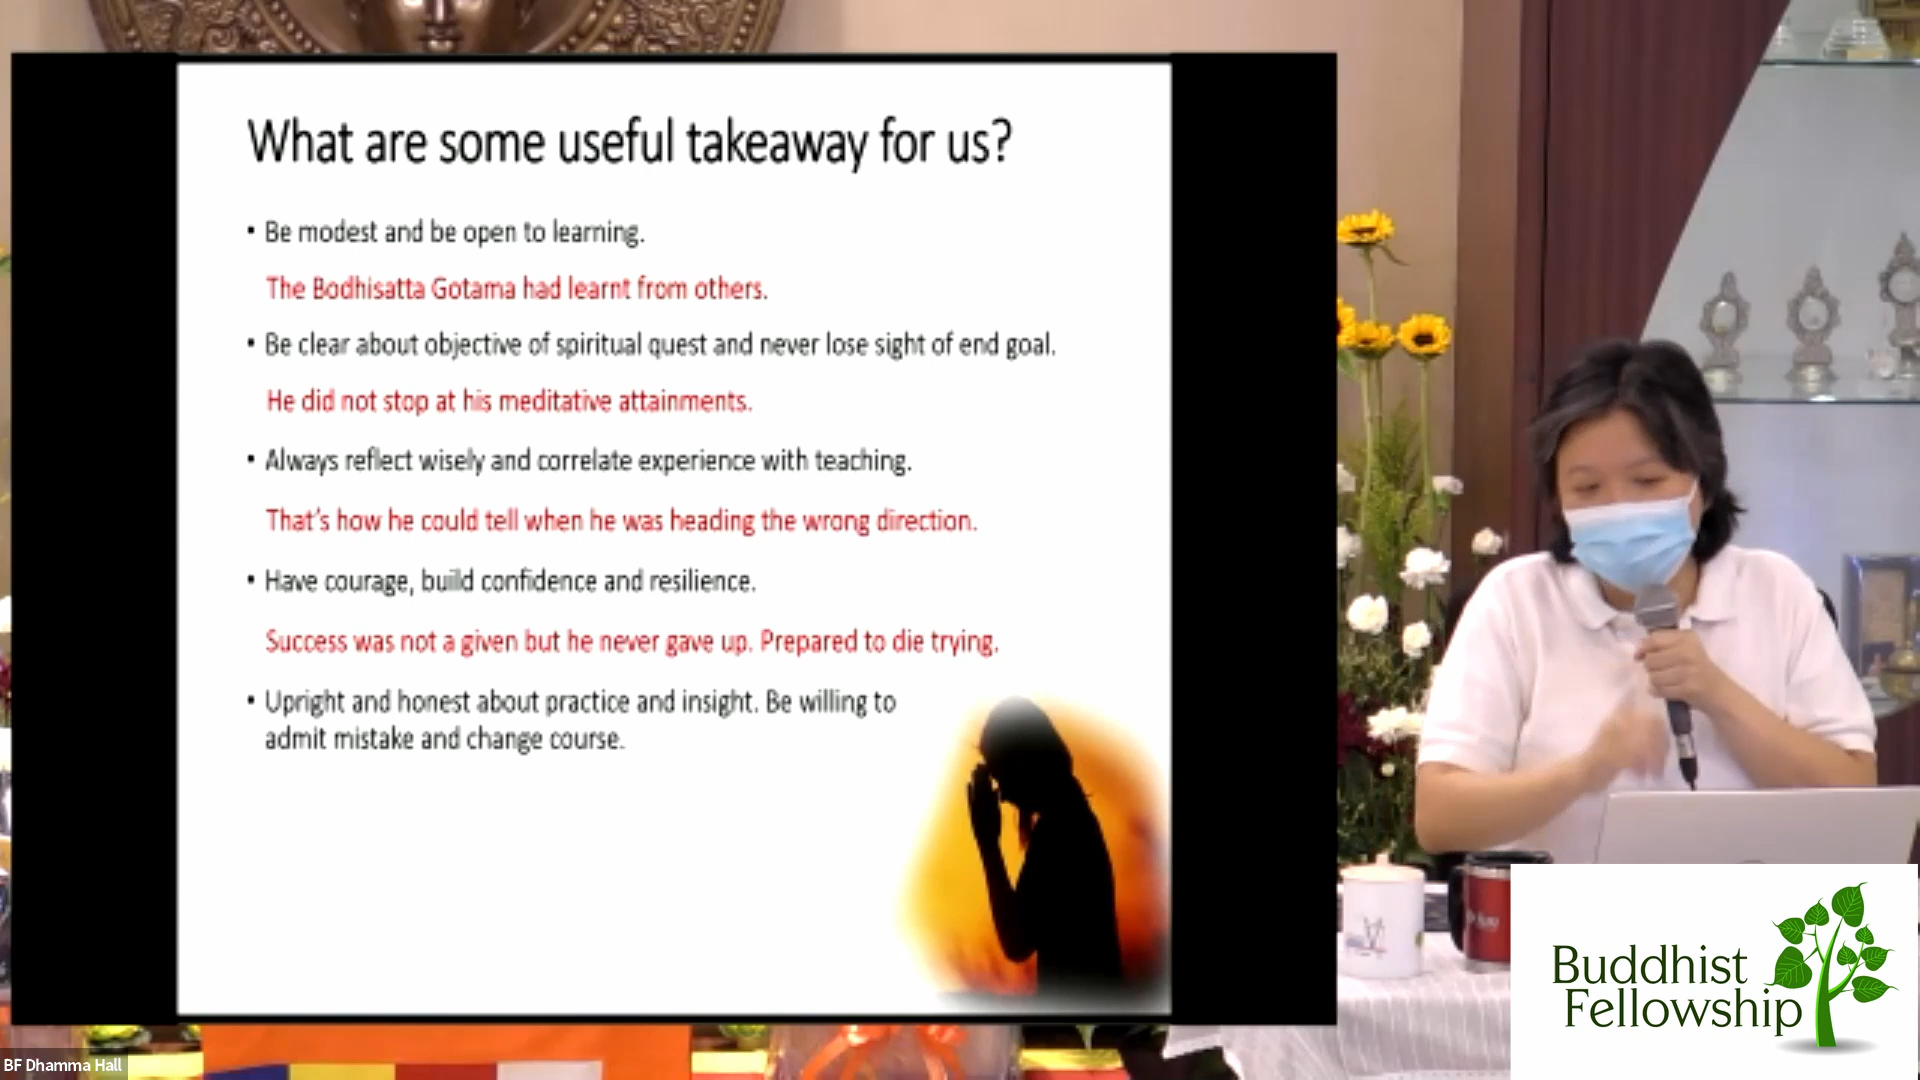 What are some useful takeaway for us?
• Be modest and be open to learning.
The Bodhisatta Gotama had learnt from others.
• Be clear about objective of spiritual quest and never lose sight of end goal.
He did not stop at his meditative attainments.
• Always reflect wisely and correlate experience with teaching.
That's how he could tell when he was heading the wrong direction.
• Have courage, build confidence and resilience.
Success was not a given but he never gave up. Prepared to die trying.
• Upright and honest about practice and insight. Be willing to
admit mistake and change course.
Buddhist
Fellowship
BF Dhamma Hall